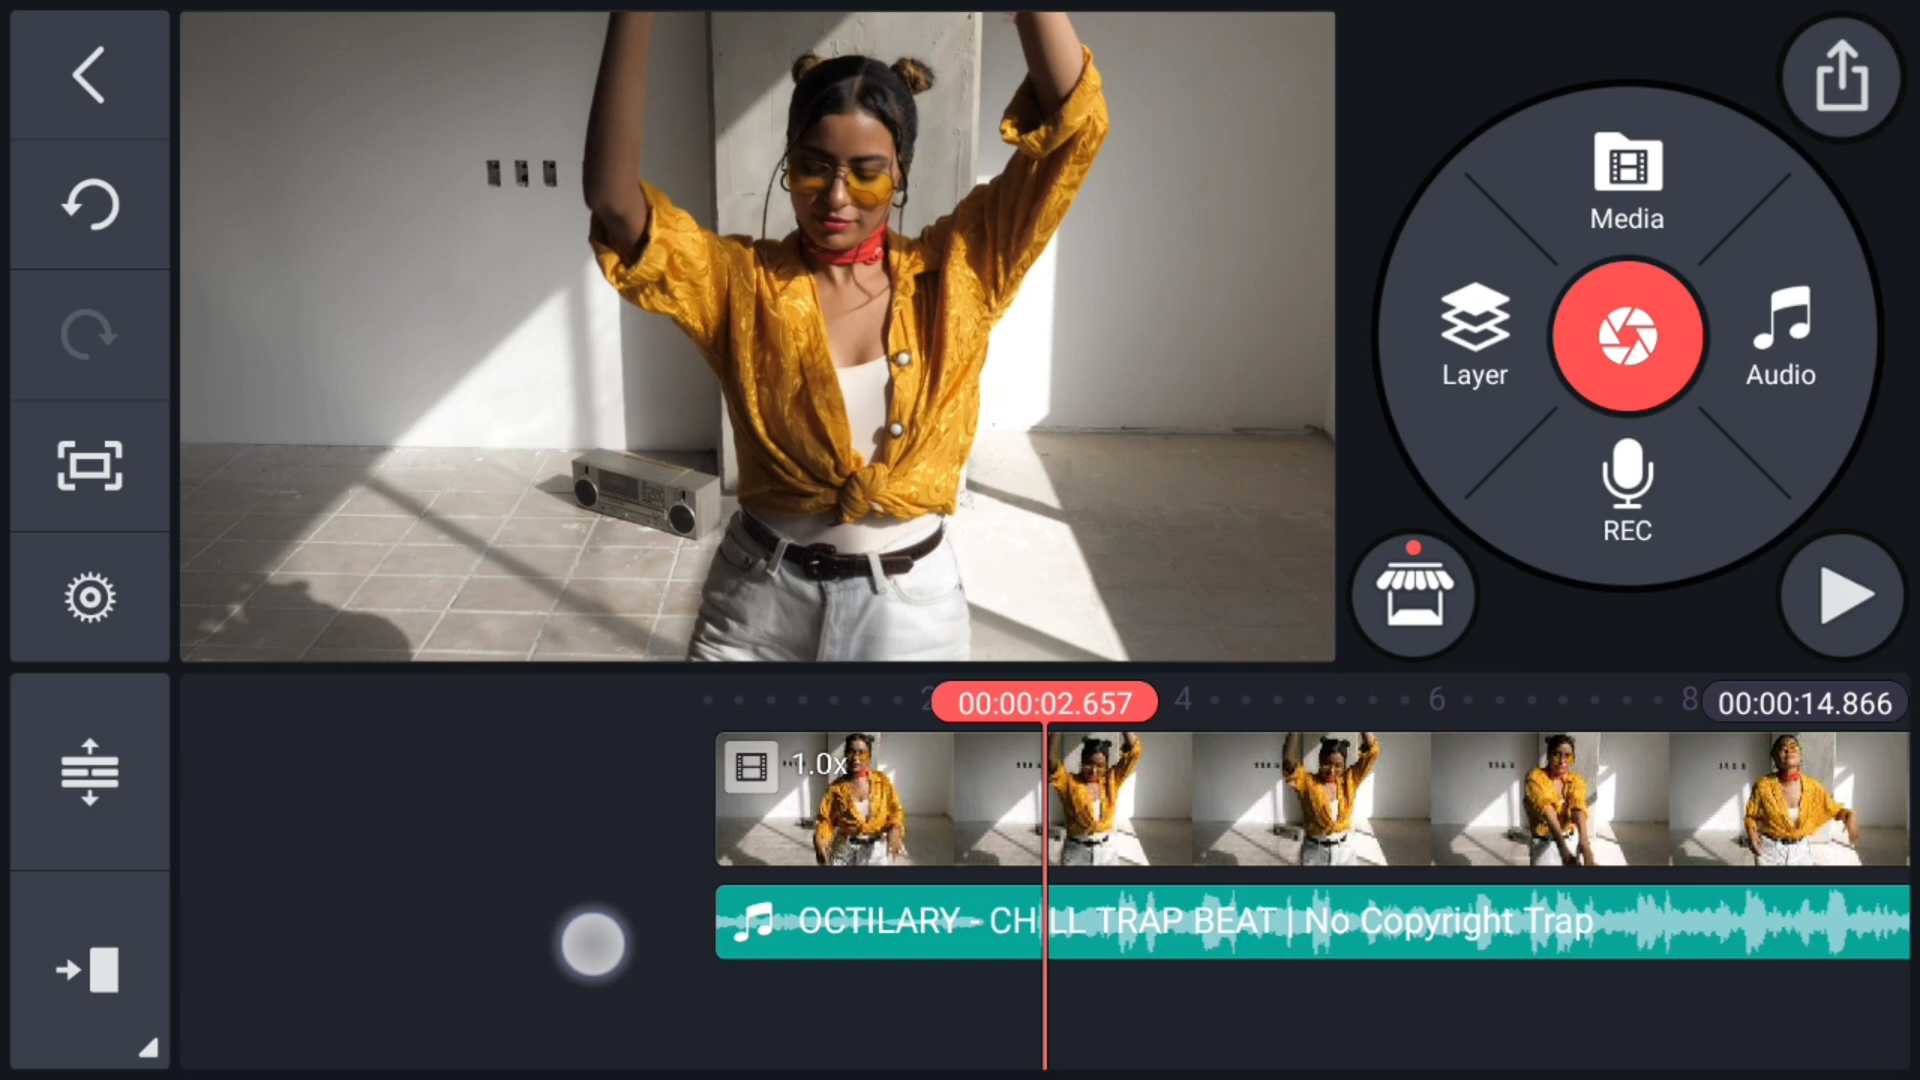 Media
Layer
Audio
REC
2
00:00:02.657
4
6
8
00:00:14.866
1.0x
OCTILARY - CHILL TRAP BEAT | No Copyright Trap